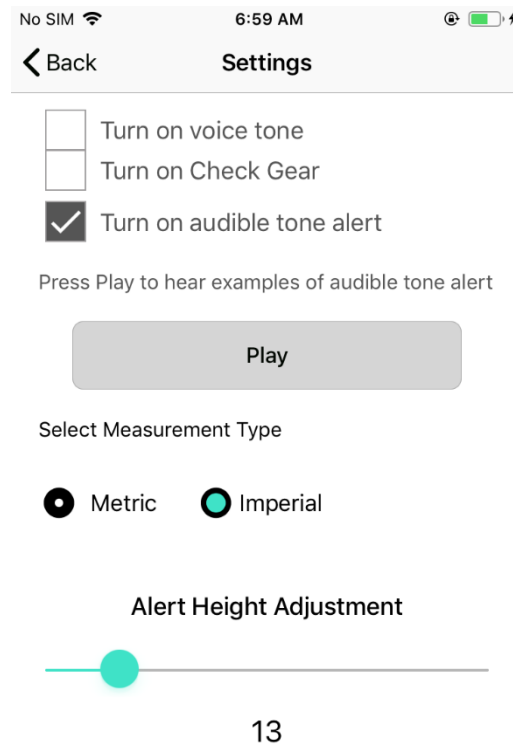 No SIM 6:59 AM
Back Settings
Turn on voice tone
Turn on Check Gear
Turn on audible tone alert
Press Play to hear examples of audible tone alert
Play
Select Measurement Type
Metric Imperial
Alert Height Adjustment
13